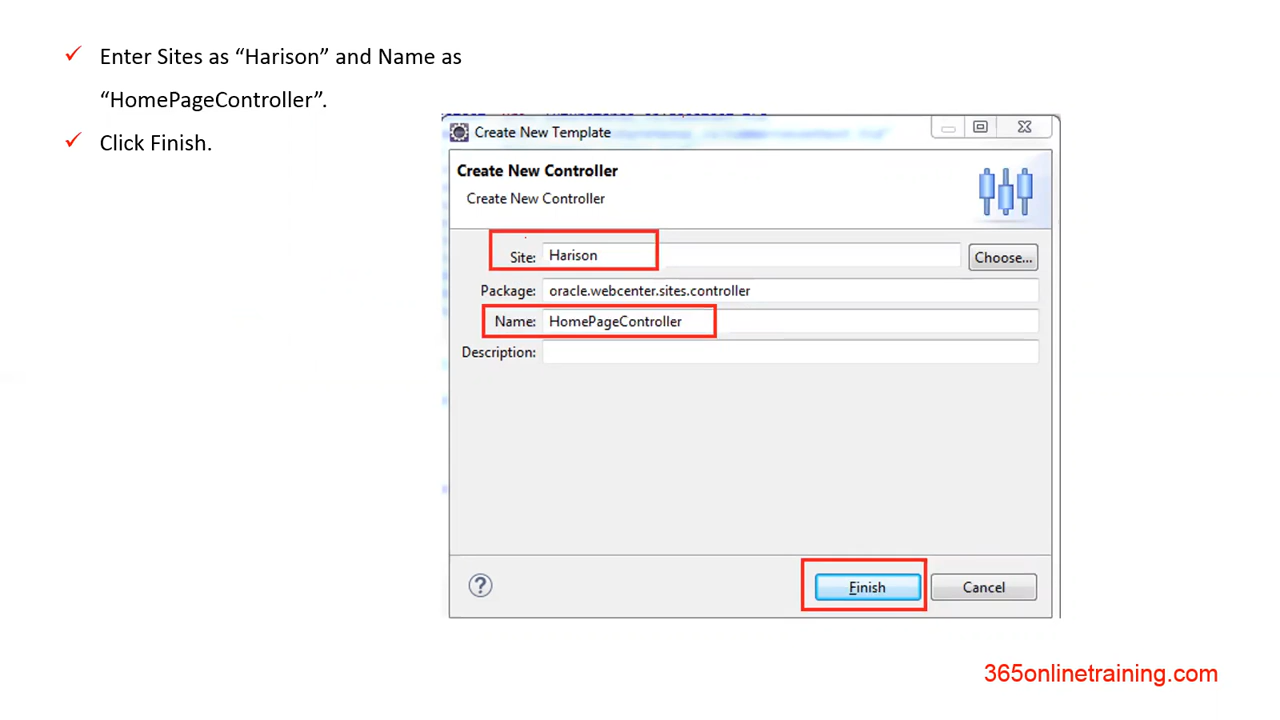 ✓ Enter Sites as “Harison” and Name as
“HomePageController”.
✓ Click Finish.
Create New Template
Create New Controller
Create New Controller
Site: Harison Choose...
Package: oracle.webcenter.sites.controller
Name: HomePageController
Description:
? Finish Cancel
365onlinetraining.com